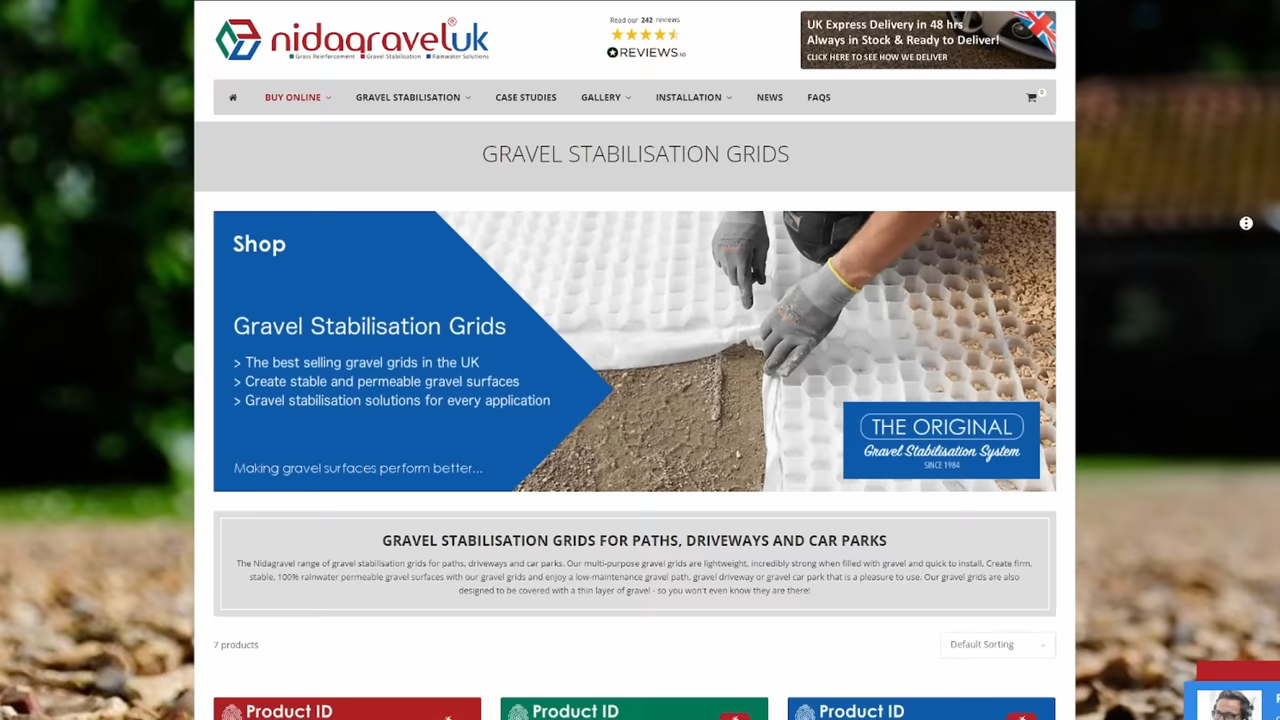 nidagraveluk®
Grass Reinforcement Gravel Stabilisation Rainwater Solutions
Read our 242 reviews
REVIEWS.io
UK Express Delivery in 48 hrs
Always in Stock & Ready to Deliver!
CLICK HERE TO SEE HOW WE DELIVER
BUY ONLINE GRAVEL STABILISATION CASE STUDIES GALLERY INSTALLATION NEWS FAQS 0
GRAVEL STABILISATION GRIDS
Shop
Gravel Stabilisation Grids
> The best selling gravel grids in the UK
> Create stable and permeable gravel surfaces
> Gravel stabilisation solutions for every application
Making gravel surfaces perform better...
THE ORIGINAL
Gravel Stabilisation System
SINCE 1984
GRAVEL STABILISATION GRIDS FOR PATHS, DRIVEWAYS AND CAR PARKS
The Nidagravel range of gravel stabilisation grids for paths, driveways and car parks. Our multi-purpose gravel grids are lightweight, incredibly strong when filled with gravel and quick to install. Create firm,
stable, 100% rainwater permeable gravel surfaces with our gravel grids and enjoy a low-maintenance gravel path, gravel driveway or gravel car park that is a pleasure to use. Our gravel grids are also
designed to be covered with a thin layer of gravel - so you won't even know they are there!
7 products
Default Sorting
Product ID
Product ID
Product ID